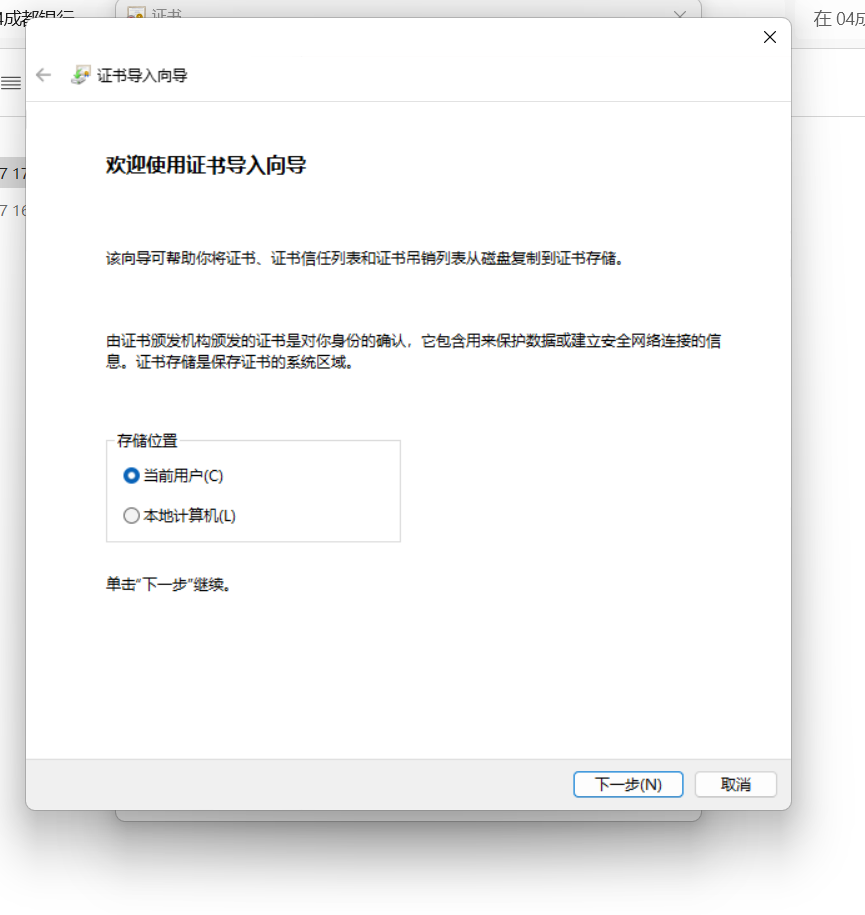 04成都银行
证书
在 04成
证书导入向导
7 17
7 16
欢迎使用证书导入向导
该向导可帮助你将证书、证书信任列表和证书吊销列表从磁盘复制到证书存储。
由证书颁发机构颁发的证书是对你身份的确认，它包含用来保护数据或建立安全网络连接的信
息。证书存储是保存证书的系统区域。
存储位置
当前用户(C)
本地计算机(L)
单击“下一步”继续。
下一步(N)
取消